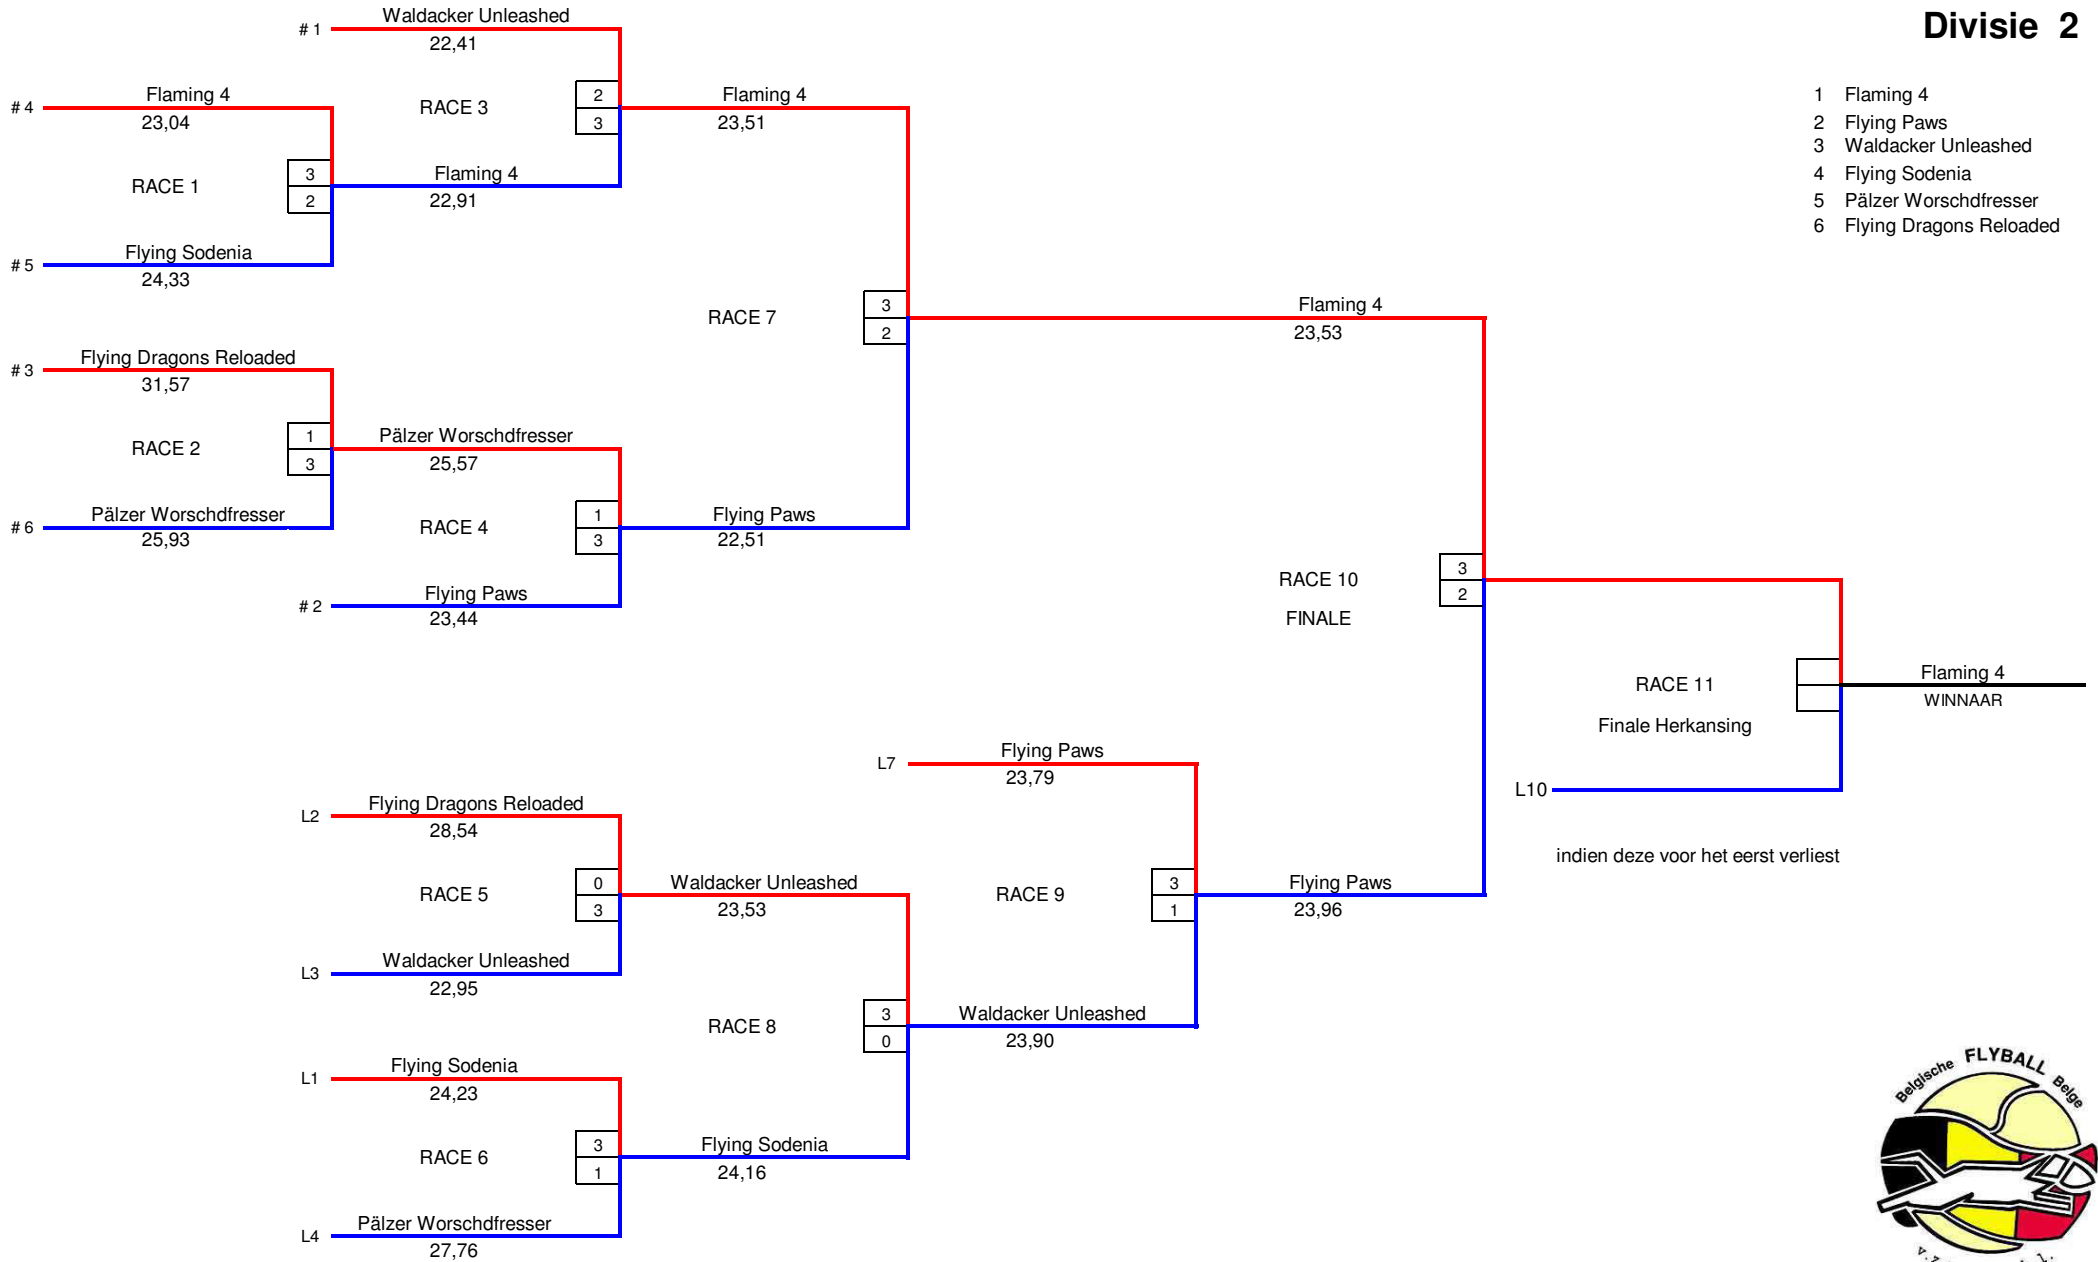 Divisie 2
1 Flaming 4
2 Flying Paws
3 Waldacker Unleashed
4 Flying Sodenia
5 Pälzer Worschdfresser
6 Flying Dragons Reloaded
# 1
Waldacker Unleashed
22,41
# 4
Flaming 4
23,04
RACE 3
2
3
Flaming 4
23,51
RACE 1
3
2
Flaming 4
22,91
# 5
Flying Sodenia
24,33
RACE 7
3
2
Flaming 4
23,53
# 3
Flying Dragons Reloaded
31,57
RACE 2
1
3
Pälzer Worschdfresser
25,57
# 6
Pälzer Worschdfresser
25,93
RACE 4
1
3
Flying Paws
22,51
# 2
Flying Paws
23,44
RACE 10
FINALE
3
2
RACE 11
Finale Herkansing
Flaming 4
WINNAAR
L10
indien deze voor het eerst verliest
L7
Flying Paws
23,79
L2
Flying Dragons Reloaded
28,54
RACE 5
0
3
Waldacker Unleashed
23,53
RACE 9
3
1
Flying Paws
23,96
L3
Waldacker Unleashed
22,95
RACE 8
3
0
Waldacker Unleashed
23,90
L1
Flying Sodenia
24,23
RACE 6
3
1
Flying Sodenia
24,16
L4
Pälzer Worschdfresser
27,76
Belgische FLYBALL Belge